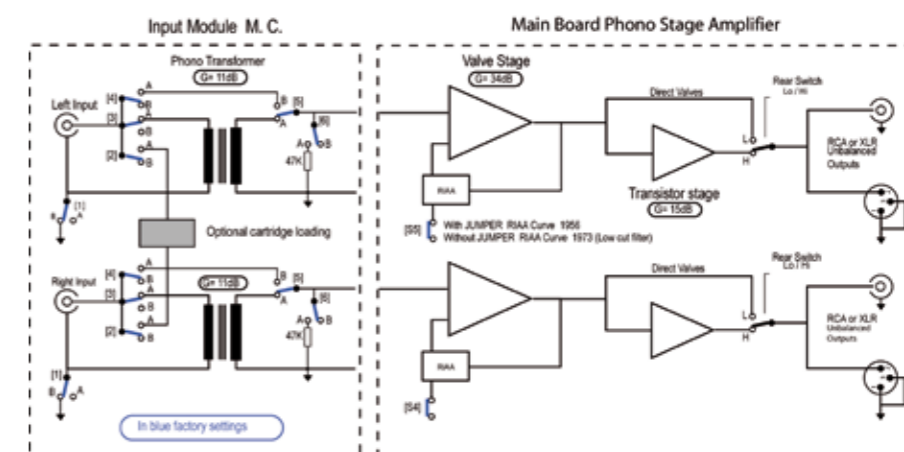 Input Module M. C.
Main Board Phono Stage Amplifier
Phono Transformer
G= 11dB
Left Input
[4]
A
B
[3]
A
B
[2]
A
B
[1]
B
A
B
A
[5]
[6]
A
B
47K
Optional cartridge loading
Right Input
[4]
A
B
[3]
A
B
[2]
A
B
[1]
B
A
G= 11dB
B
A
[5]
[6]
A
B
47K
In blue factory settings
Valve Stage
G= 34dB
RIAA
[S5]
With JUMPER RIAA Curve 1956
Without JUMPER RIAA Curve 1973 (Low cut filter)
Direct Valves
Transistor stage
G= 15dB
Rear Switch
Lo / Hi
L
H
RCA or XLR
Unbalanced
Outputs
RIAA
[S4]
Direct Valves
Rear Switch
Lo / Hi
L
H
RCA or XLR
Unbalanced
Outputs